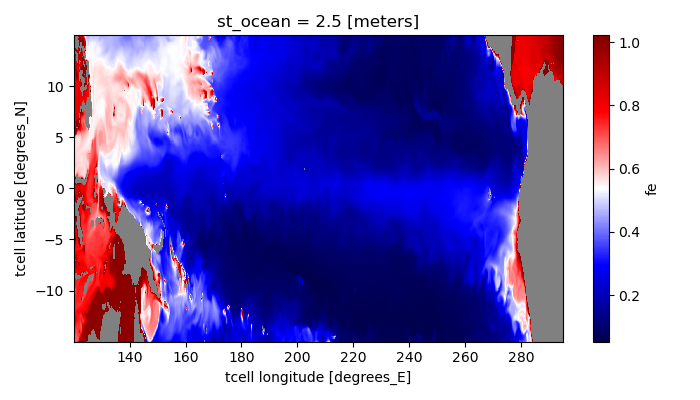 st_ocean = 2.5 [meters]
10
5
0
−5
−10
tcell latitude [degrees_N]
140 160 180 200 220 240 260 280
tcell longitude [degrees_E]
1.0
0.8
0.6
0.4
0.2
fe